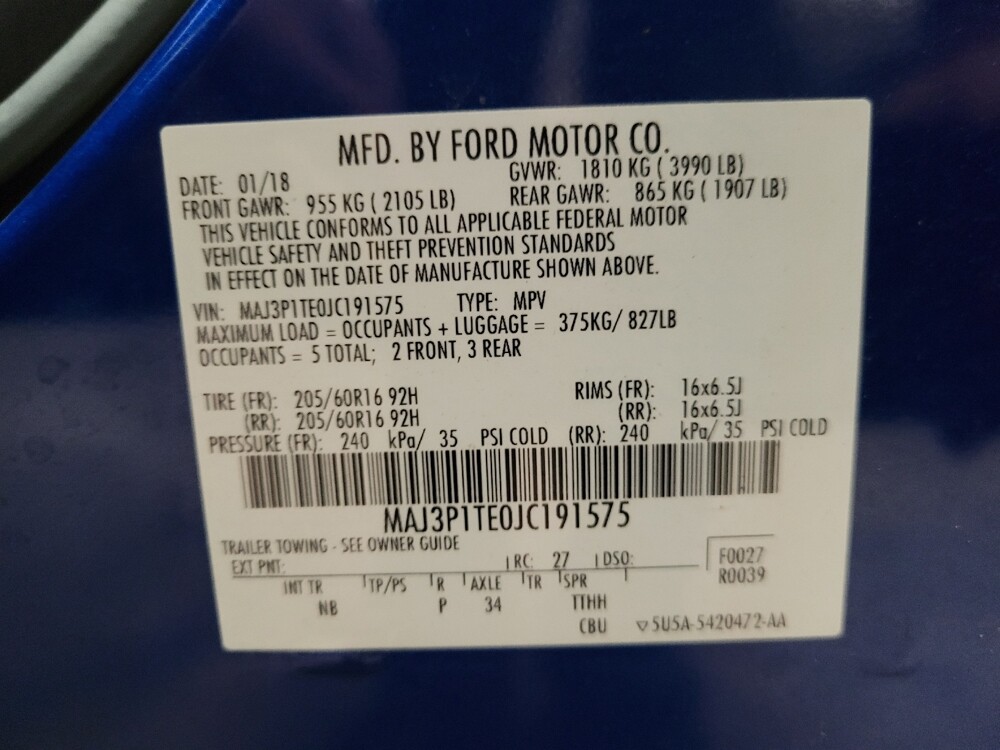 MFD. BY FORD MOTOR CO.
DATE: 01/18 GVWR: 1810 KG ( 3990 LB)
FRONT GAWR: 955 KG ( 2105 LB) REAR GAWR: 865 KG ( 1907 LB)
THIS VEHICLE CONFORMS TO ALL APPLICABLE FEDERAL MOTOR
VEHICLE SAFETY AND THEFT PREVENTION STANDARDS
IN EFFECT ON THE DATE OF MANUFACTURE SHOWN ABOVE.
VIN: MAJ3P1TE0JC191575 TYPE: MPV
MAXIMUM LOAD = OCCUPANTS + LUGGAGE = 375KG/ 827LB
OCCUPANTS = 5 TOTAL; 2 FRONT, 3 REAR
TIRE (FR): 205/60R16 92H RIMS (FR): 16x6.5J
(RR): 205/60R16 92H (RR): 16x6.5J
PRESSURE (FR): 240 kPa/ 35 PSI COLD (RR): 240 kPa/ 35 PSI COLD
MAJ3P1TE0JC191575
TRAILER TOWING - SEE OWNER GUIDE
EXT PNT: RC: 27 DSO: F0027
R0039
INT TR TP/PS R AXLE TR SPR
NB P 34 TTHH
CBU ▽5U5A-5420472-AA